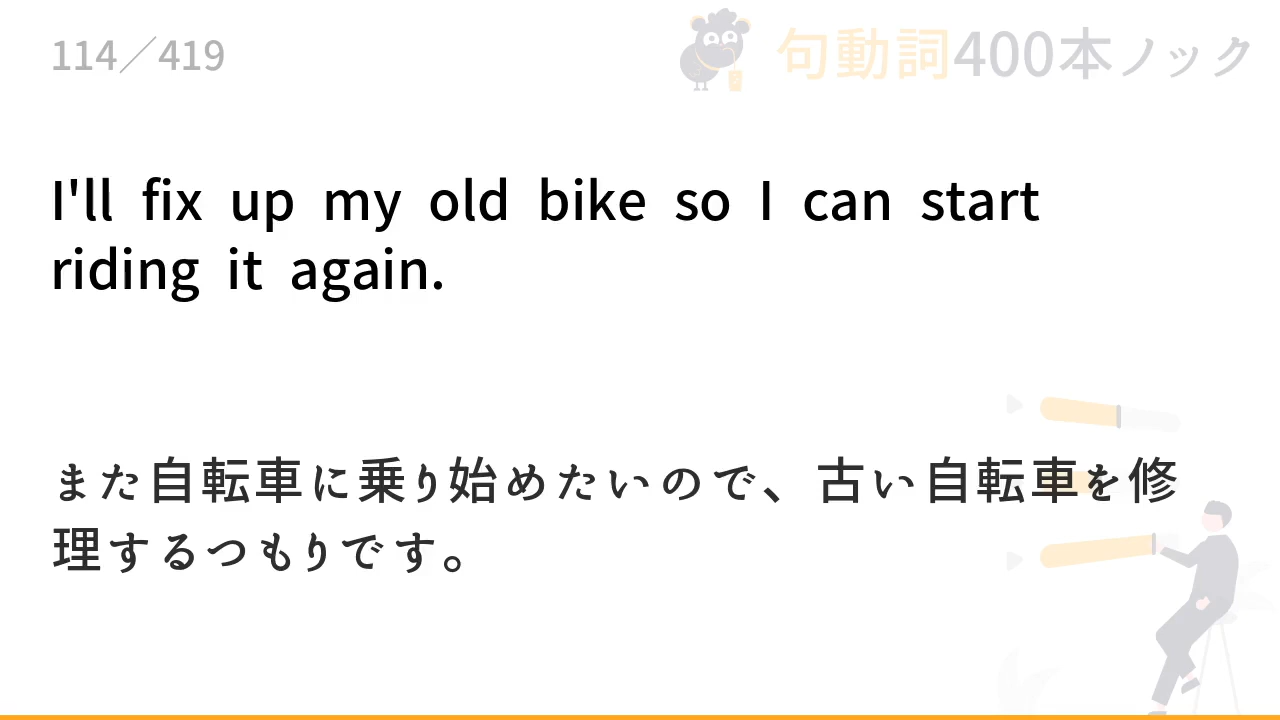 114／419
句動詞400本ノック
I'll fix up my old bike so I can start
riding it again.
また自転車に乗り始めたいので、古い自転車を修
理するつもりです。